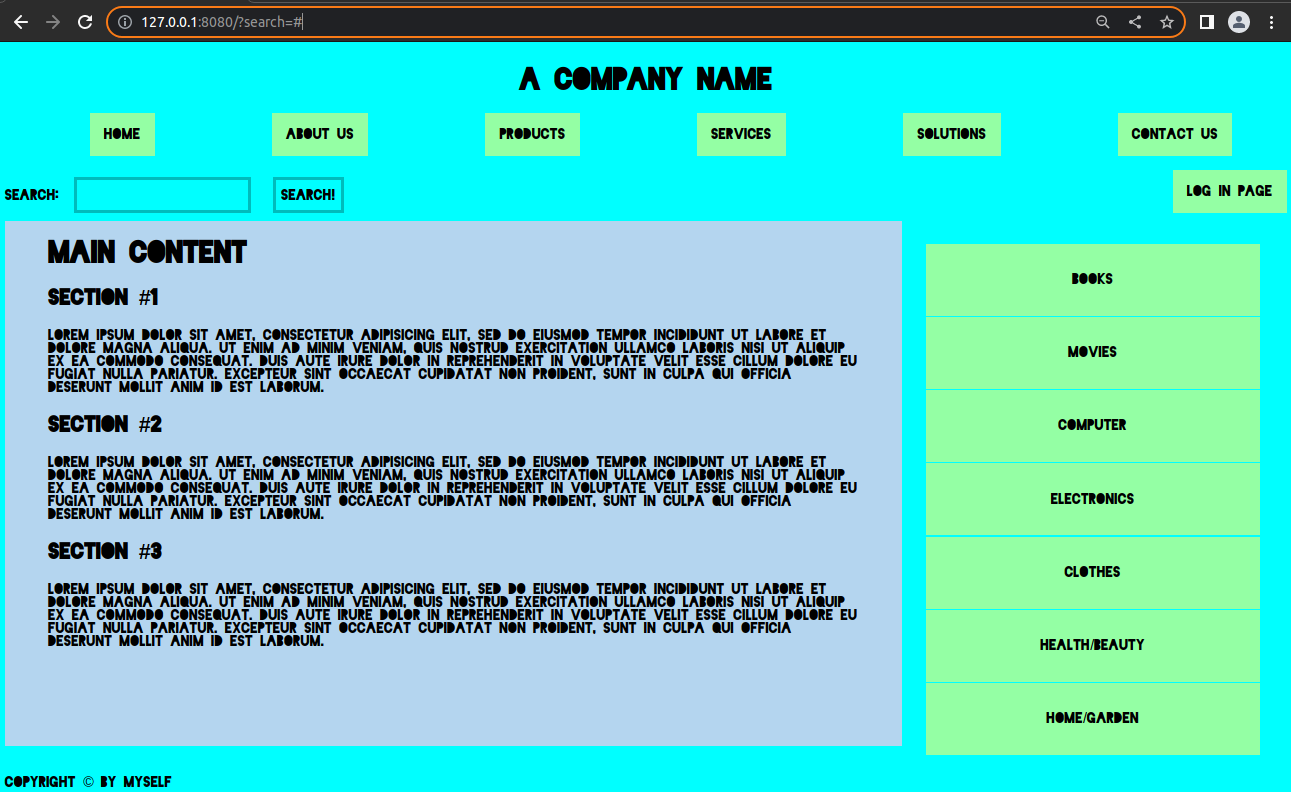 127.0.0.1:8080/?search=#
A COMPANY NAME
HOME ABOUT US PRODUCTS SERVICES SOLUTIONS CONTACT US
SEARCH: SEARCH! LOG IN PAGE
MAIN CONTENT
SECTION #1
LOREM IPSUM DOLOR SIT AMET, CONSECTETUR ADIPISICING ELIT, SED DO EIUSMOD TEMPOR INCIDIDUNT UT LABORE ET
DOLORE MAGNA ALIQUA. UT ENIM AD MINIM VENIAM, QUIS NOSTRUD EXERCITATION ULLAMCO LABORIS NISI UT ALIQUIP
EX EA COMMODO CONSEQUAT. DUIS AUTE IRURE DOLOR IN REPREHENDERIT IN VOLUPTATE VELIT ESSE CILLUM DOLORE EU
FUGIAT NULLA PARIATUR. EXCEPTEUR SINT OCCAECAT CUPIDATAT NON PROIDENT, SUNT IN CULPA QUI OFFICIA
DESERUNT MOLLIT ANIM ID EST LABORUM.
SECTION #2
LOREM IPSUM DOLOR SIT AMET, CONSECTETUR ADIPISICING ELIT, SED DO EIUSMOD TEMPOR INCIDIDUNT UT LABORE ET
DOLORE MAGNA ALIQUA. UT ENIM AD MINIM VENIAM, QUIS NOSTRUD EXERCITATION ULLAMCO LABORIS NISI UT ALIQUIP
EX EA COMMODO CONSEQUAT. DUIS AUTE IRURE DOLOR IN REPREHENDERIT IN VOLUPTATE VELIT ESSE CILLUM DOLORE EU
FUGIAT NULLA PARIATUR. EXCEPTEUR SINT OCCAECAT CUPIDATAT NON PROIDENT, SUNT IN CULPA QUI OFFICIA
DESERUNT MOLLIT ANIM ID EST LABORUM.
SECTION #3
LOREM IPSUM DOLOR SIT AMET, CONSECTETUR ADIPISICING ELIT, SED DO EIUSMOD TEMPOR INCIDIDUNT UT LABORE ET
DOLORE MAGNA ALIQUA. UT ENIM AD MINIM VENIAM, QUIS NOSTRUD EXERCITATION ULLAMCO LABORIS NISI UT ALIQUIP
EX EA COMMODO CONSEQUAT. DUIS AUTE IRURE DOLOR IN REPREHENDERIT IN VOLUPTATE VELIT ESSE CILLUM DOLORE EU
FUGIAT NULLA PARIATUR. EXCEPTEUR SINT OCCAECAT CUPIDATAT NON PROIDENT, SUNT IN CULPA QUI OFFICIA
DESERUNT MOLLIT ANIM ID EST LABORUM.
BOOKS
MOVIES
COMPUTER
ELECTRONICS
CLOTHES
HEALTH/BEAUTY
HOME/GARDEN
COPYRIGHT © BY MYSELF